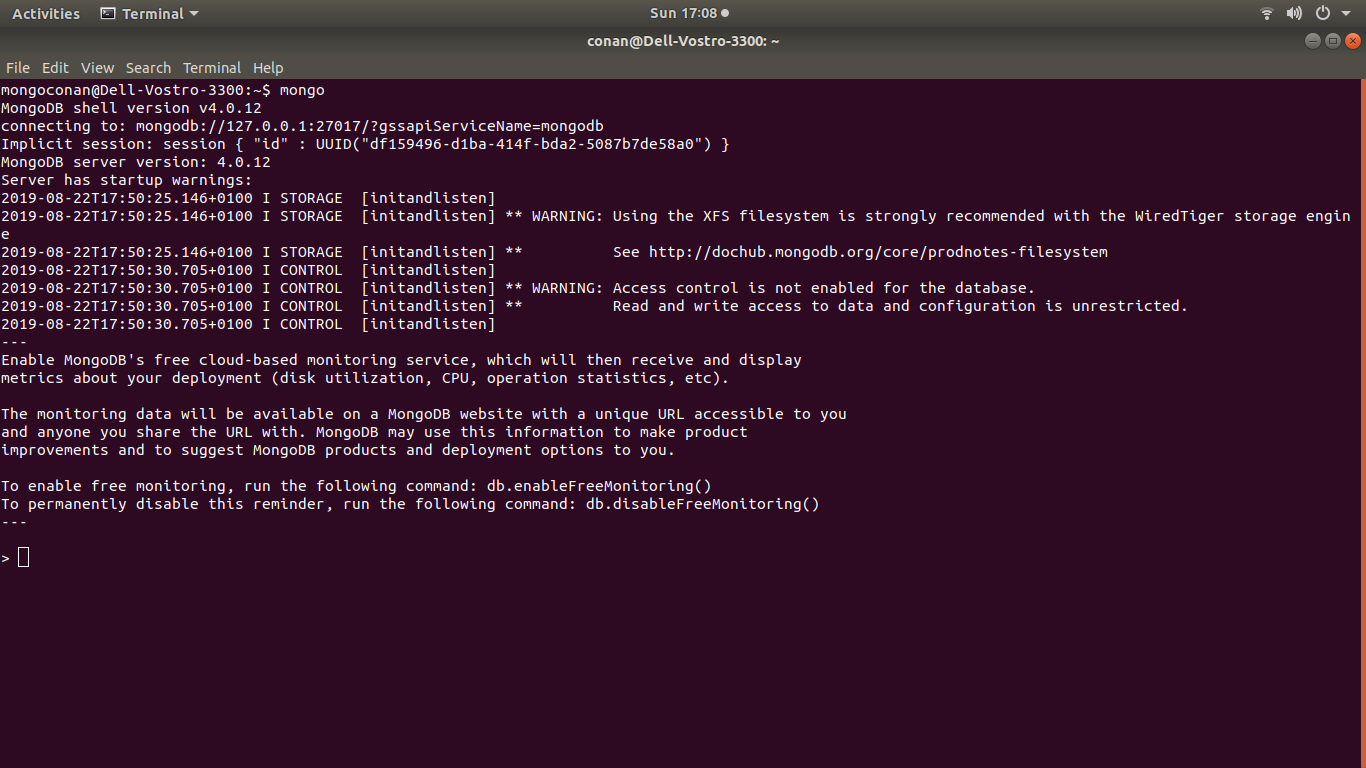 Activities Terminal Sun 17:08
conan@Dell-Vostro-3300: ~
File Edit View Search Terminal Help
mongoconan@Dell-Vostro-3300:~$ mongo
MongoDB shell version v4.0.12
connecting to: mongodb://127.0.0.1:27017/?gssapiServiceName=mongodb
Implicit session: session { "id" : UUID("df159496-d1ba-414f-bda2-5087b7de58a0") }
MongoDB server version: 4.0.12
Server has startup warnings:
2019-08-22T17:50:25.146+0100 I STORAGE  [initandlisten]
2019-08-22T17:50:25.146+0100 I STORAGE  [initandlisten] ** WARNING: Using the XFS filesystem is strongly recommended with the WiredTiger storage engin
e
2019-08-22T17:50:25.146+0100 I STORAGE  [initandlisten] **          See http://dochub.mongodb.org/core/prodnotes-filesystem
2019-08-22T17:50:30.705+0100 I CONTROL  [initandlisten]
2019-08-22T17:50:30.705+0100 I CONTROL  [initandlisten] ** WARNING: Access control is not enabled for the database.
2019-08-22T17:50:30.705+0100 I CONTROL  [initandlisten] **          Read and write access to data and configuration is unrestricted.
2019-08-22T17:50:30.705+0100 I CONTROL  [initandlisten]
---
Enable MongoDB's free cloud-based monitoring service, which will then receive and display
metrics about your deployment (disk utilization, CPU, operation statistics, etc).

The monitoring data will be available on a MongoDB website with a unique URL accessible to you
and anyone you share the URL with. MongoDB may use this information to make product
improvements and to suggest MongoDB products and deployment options to you.

To enable free monitoring, run the following command: db.enableFreeMonitoring()
To permanently disable this reminder, run the following command: db.disableFreeMonitoring()
---

>